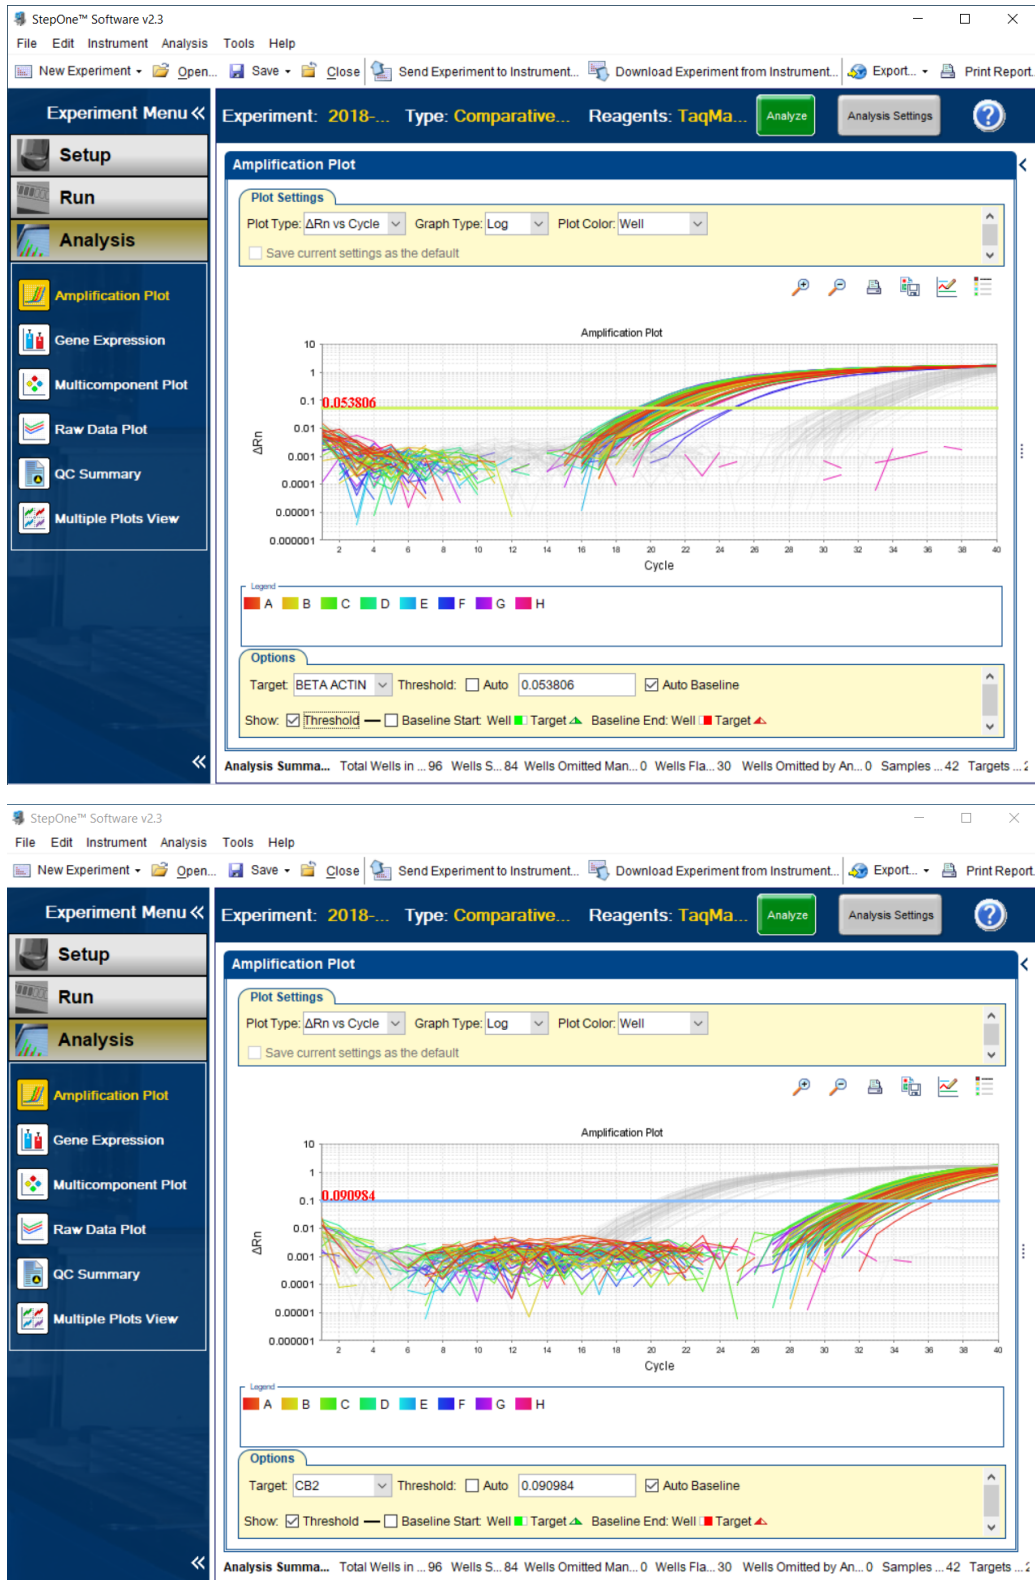 StepOne™ Software v2.3
File Edit Instrument Analysis Tools Help
New Experiment Open... Save Close Send Experiment to Instrument... Download Experiment from Instrument... Export... Print Report.
Experiment Menu «
Experiment: 2018-... Type: Comparative... Reagents: TaqMa... Analyze Analysis Settings ?
Setup
Run
Analysis
Amplification Plot
Gene Expression
Multicomponent Plot
Raw Data Plot
QC Summary
Multiple Plots View
«
Amplification Plot
Plot Settings
Plot Type: ΔRn vs Cycle Graph Type: Log Plot Color: Well
Save current settings as the default
Amplification Plot
10
1
0.1
0.053806
0.01
0.001
0.0001
0.00001
0.000001
ΔRn
2 4 6 8 10 12 14 16 18 20 22 24 26 28 30 32 34 36 38 40
Cycle
Legend
A B C D E F G H
Options
Target: BETA ACTIN Threshold: Auto 0.053806 Auto Baseline
Show: Threshold Baseline Start: Well Target Baseline End: Well Target
Analysis Summa... Total Wells in ... 96 Wells S... 84 Wells Omitted Man... 0 Wells Fla... 30 Wells Omitted by An... 0 Samples ... 42 Targets ... 2
StepOne™ Software v2.3
File Edit Instrument Analysis Tools Help
New Experiment Open... Save Close Send Experiment to Instrument... Download Experiment from Instrument... Export... Print Report.
Experiment Menu «
Experiment: 2018-... Type: Comparative... Reagents: TaqMa... Analyze Analysis Settings ?
Setup
Run
Analysis
Amplification Plot
Gene Expression
Multicomponent Plot
Raw Data Plot
QC Summary
Multiple Plots View
«
Amplification Plot
Plot Settings
Plot Type: ΔRn vs Cycle Graph Type: Log Plot Color: Well
Save current settings as the default
Amplification Plot
10
1
0.1
0.090984
0.01
0.001
0.0001
0.00001
0.000001
ΔRn
2 4 6 8 10 12 14 16 18 20 22 24 26 28 30 32 34 36 38 40
Cycle
Legend
A B C D E F G H
Options
Target: CB2 Threshold: Auto 0.090984 Auto Baseline
Show: Threshold Baseline Start: Well Target Baseline End: Well Target
Analysis Summa... Total Wells in ... 96 Wells S... 84 Wells Omitted Man... 0 Wells Fla... 30 Wells Omitted by An... 0 Samples ... 42 Targets ...